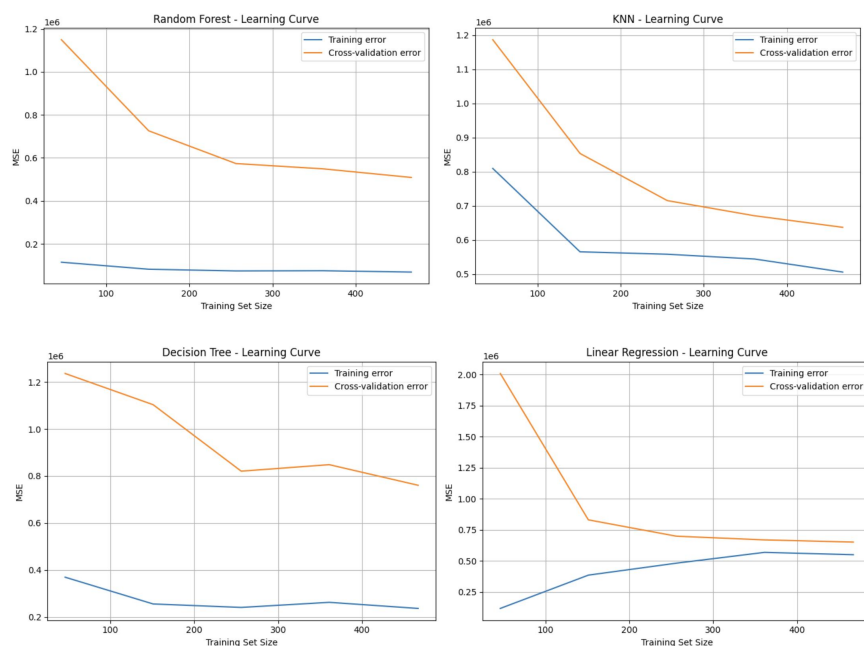 Random Forest - Learning Curve
1e6
Training error
Cross-validation error
1.2
1.0
0.8
0.6
0.4
0.2
MSE
100
200
300
400
Training Set Size
KNN - Learning Curve
1e6
Training error
Cross-validation error
1.2
1.1
1.0
0.9
0.8
0.7
0.6
0.5
MSE
100
200
300
400
Training Set Size
Decision Tree - Learning Curve
1e6
Training error
Cross-validation error
1.2
1.0
0.8
0.6
0.4
0.2
MSE
100
200
300
400
Training Set Size
Linear Regression - Learning Curve
1e6
Training error
Cross-validation error
2.00
1.75
1.50
1.25
1.00
0.75
0.50
0.25
MSE
100
200
300
400
Training Set Size